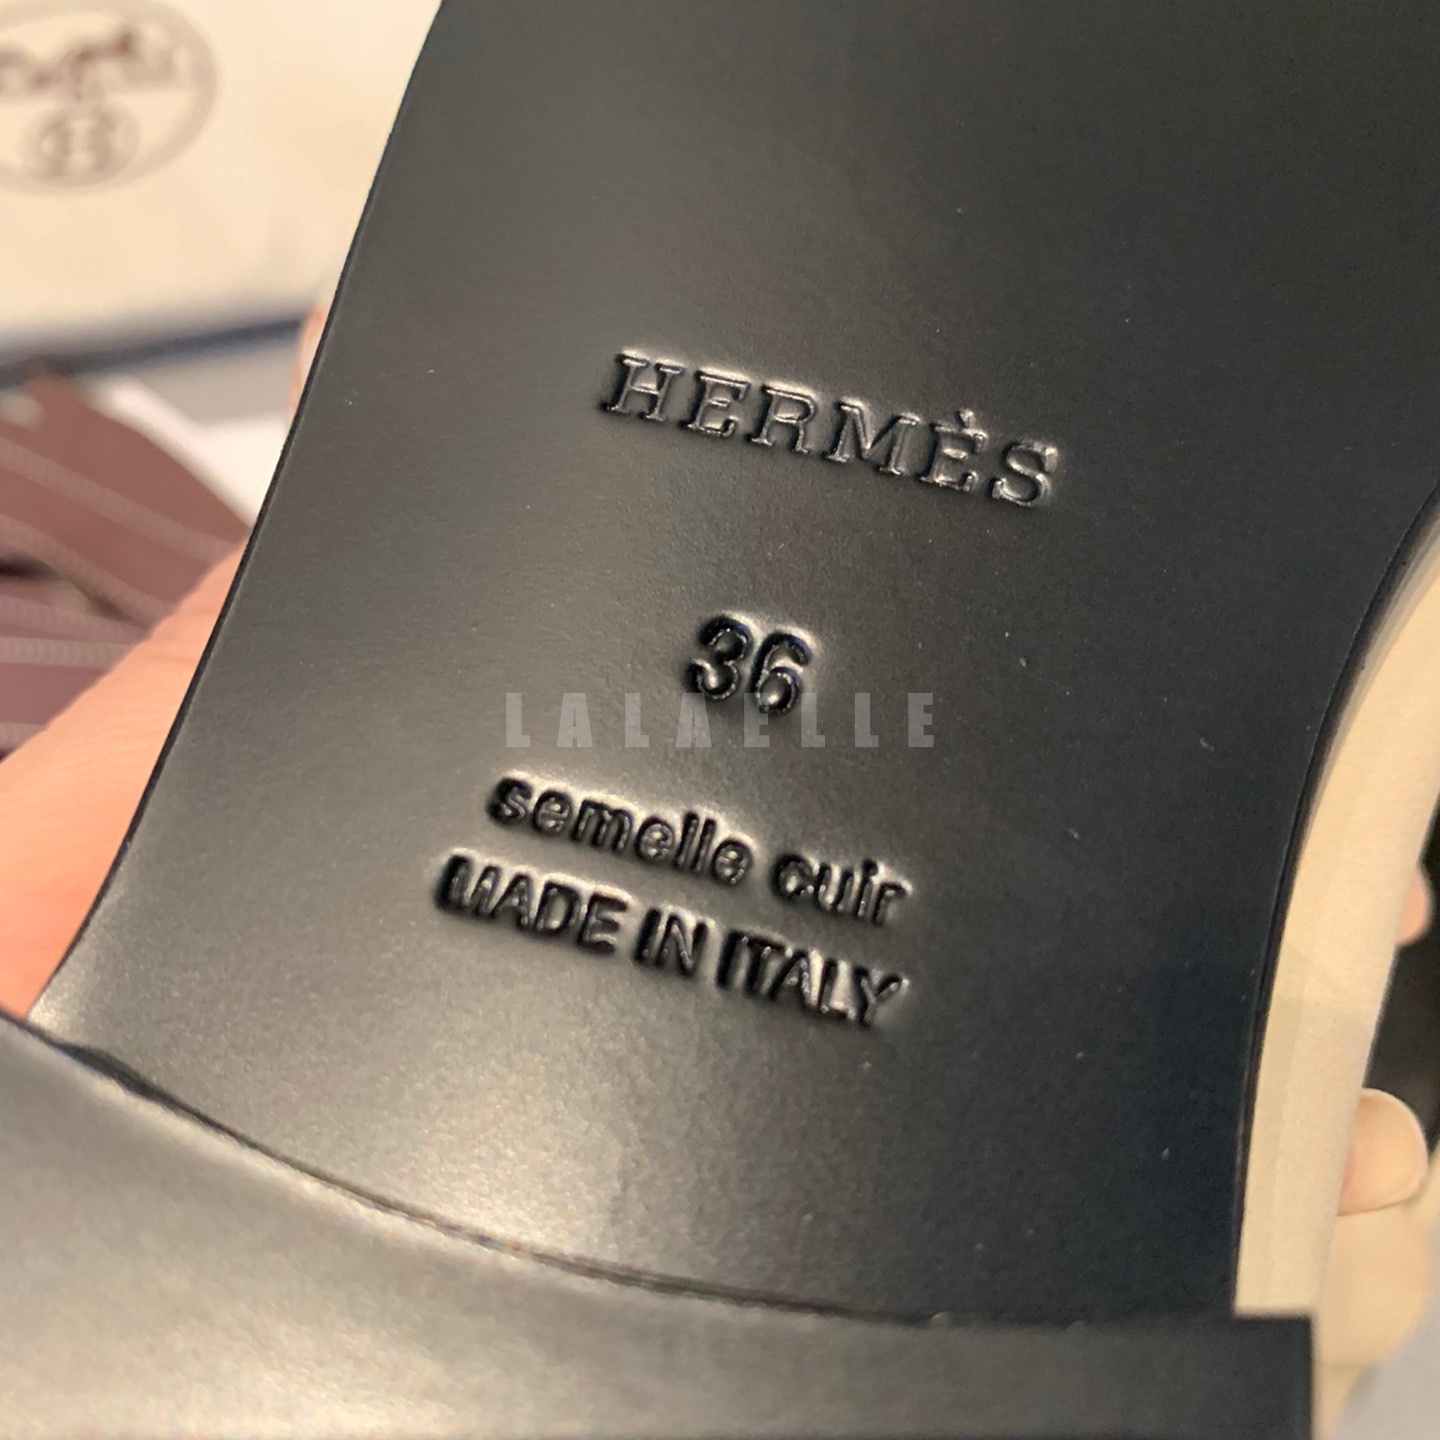 HERMÈS
36
LALAELLE
semelle cuir
MADE IN ITALY